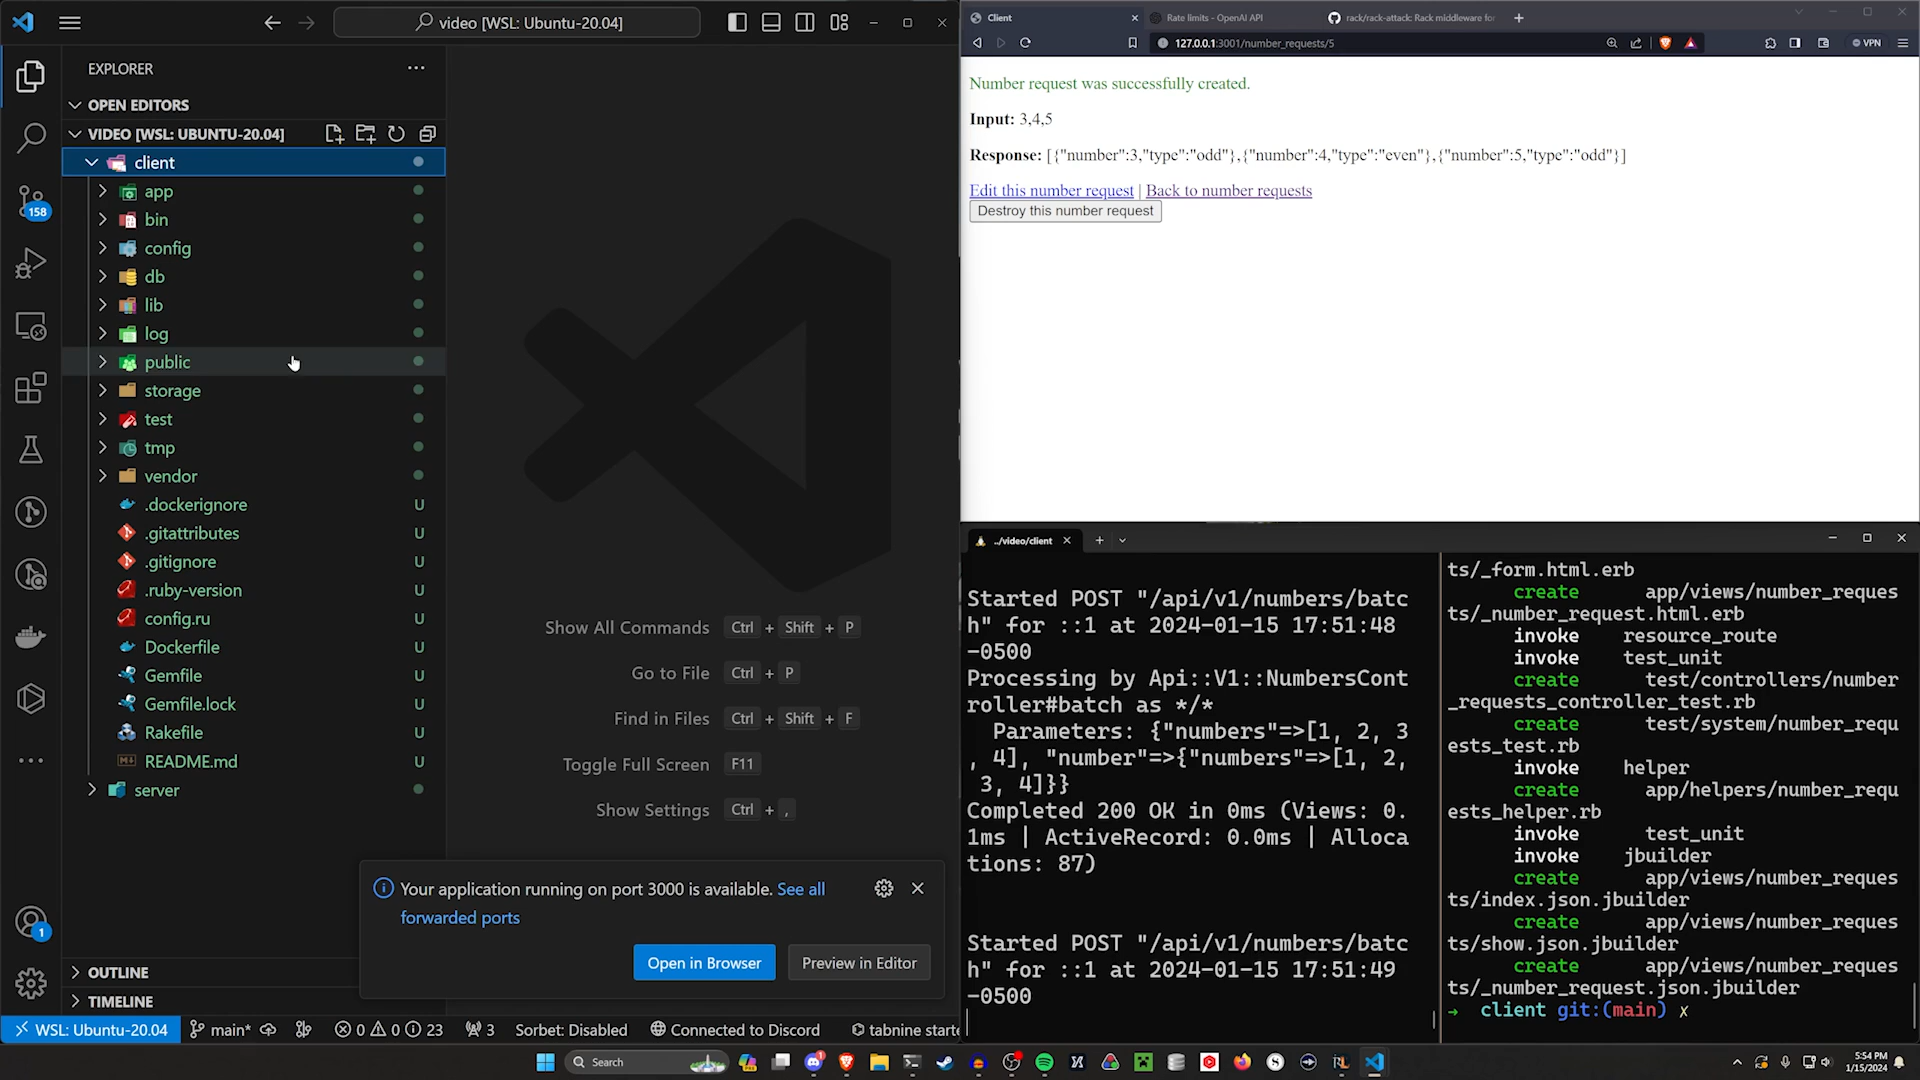 video [WSL: Ubuntu-20.04]
EXPLORER
OPEN EDITORS
VIDEO [WSL: UBUNTU-20.04]
client
app
bin
config
db
lib
log
public
storage
test
tmp
vendor
.dockerignore U
.gitattributes U
.gitignore U
.ruby-version U
config.ru U
Dockerfile U
Gemfile U
Gemfile.lock U
Rakefile U
README.md U
server
158
1
OUTLINE
TIMELINE
Show All Commands Ctrl + Shift + P
Go to File Ctrl + P
Find in Files Ctrl + Shift + F
Toggle Full Screen F11
Show Settings Ctrl + ,
Your application running on port 3000 is available. See all
forwarded ports
Open in Browser Preview in Editor
WSL: Ubuntu-20.04 main* 0 0 23 3 Sorbet: Disabled Connected to Discord tabnine starte
Client Rate limits - OpenAI API rack/rack-attack: Rack middleware for
127.0.0.1:3001/number_requests/5 VPN
Number request was successfully created.
Input: 3,4,5
Response: [{"number":3,"type":"odd"},{"number":4,"type":"even"},{"number":5,"type":"odd"}]
Edit this number request | Back to number requests
Destroy this number request
../video/client
Started POST "/api/v1/numbers/batc
h" for ::1 at 2024-01-15 17:51:48
-0500
Processing by Api::V1::NumbersCont
roller#batch as */*
Parameters: {"numbers"=>[1, 2, 3
, 4], "number"=>{"numbers"=>[1, 2,
3, 4]}}
Completed 200 OK in 0ms (Views: 0.
1ms | ActiveRecord: 0.0ms | Alloca
tions: 87)
Started POST "/api/v1/numbers/batc
h" for ::1 at 2024-01-15 17:51:49
-0500
ts/_form.html.erb
create app/views/number_reques
ts/_number_request.html.erb
invoke resource_route
invoke test_unit
create test/controllers/number
_requests_controller_test.rb
create test/system/number_requ
ests_test.rb
invoke helper
create app/helpers/number_requ
ests_helper.rb
invoke test_unit
invoke jbuilder
create app/views/number_reques
ts/index.json.jbuilder
create app/views/number_reques
ts/show.json.jbuilder
create app/views/number_reques
ts/_number_request.json.jbuilder
→ client git:(main) ✗
Search
5:54 PM
1/15/2024